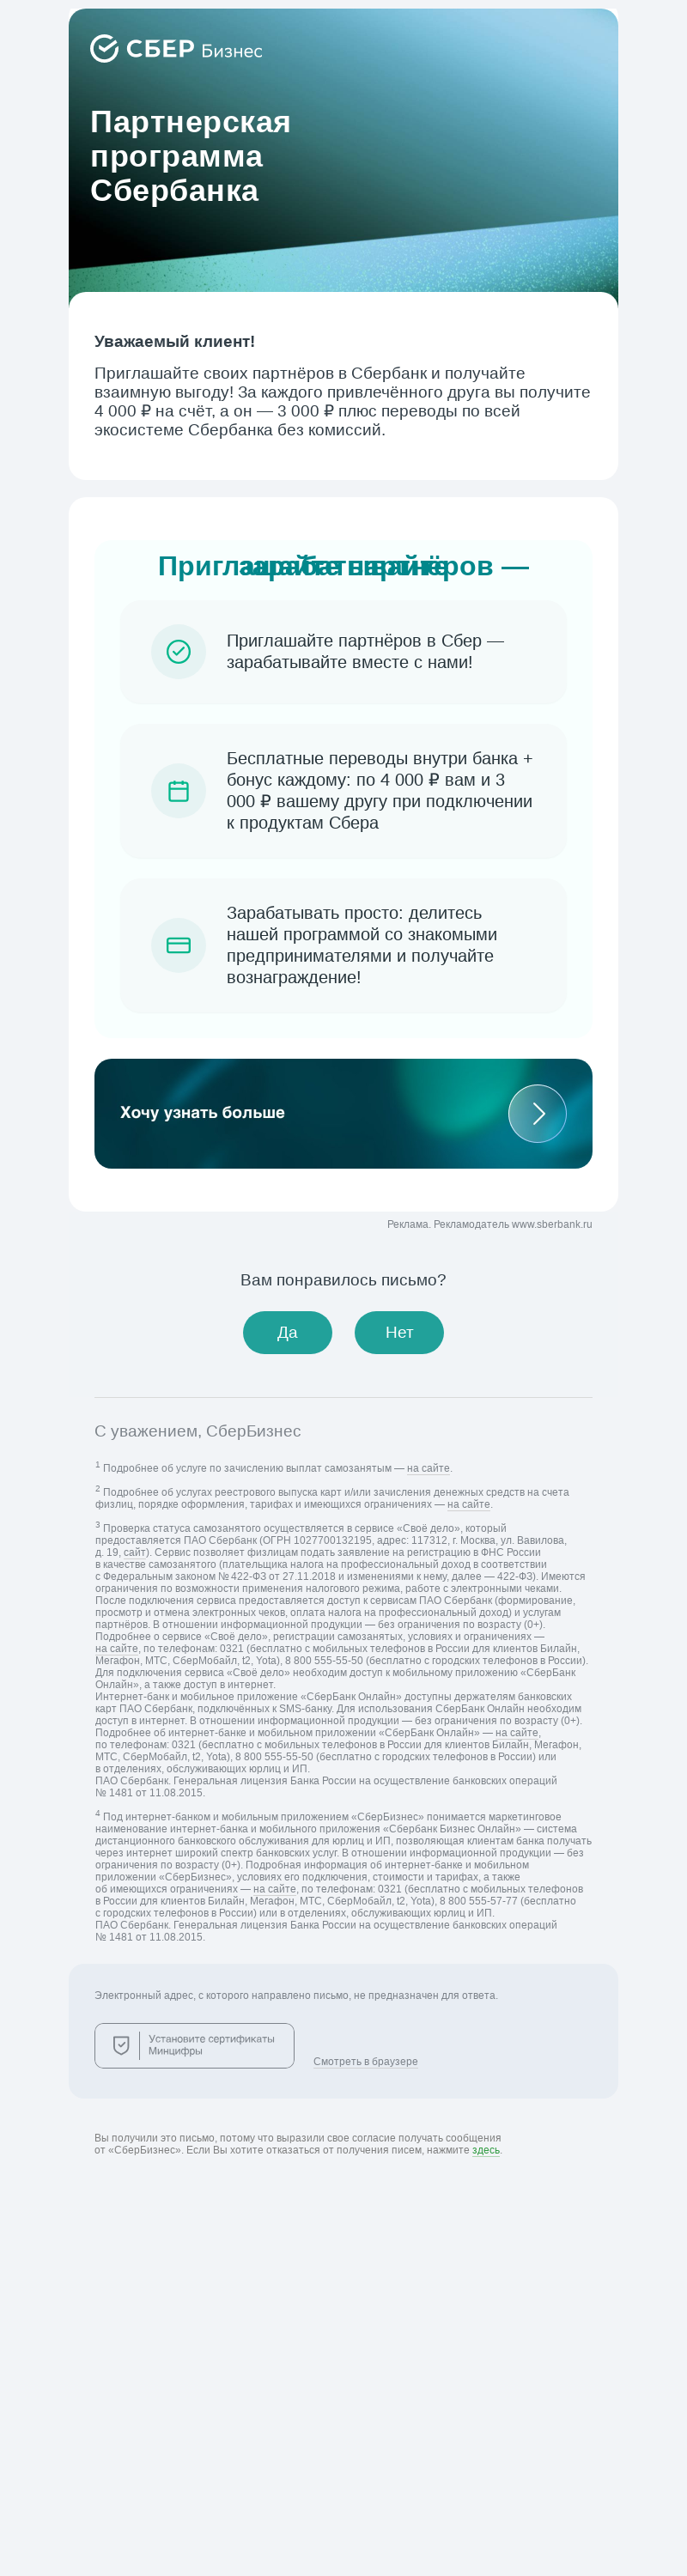 СБЕР Бизнес
Партнерская
программа
Сбербанка
Уважаемый клиент!
Приглашайте своих партнёров в Сбербанк и получайте
взаимную выгоду! За каждого привлечённого друга вы получите
4 000 ₽ на счёт, а он — 3 000 ₽ плюс переводы по всей
экосистеме Сбербанка без комиссий.
Приглашайте партнёров —
зарабатывайте
Приглашайте партнёров в Сбер —
зарабатывайте вместе с нами!
Бесплатные переводы внутри банка +
бонус каждому: по 4 000 ₽ вам и 3
000 ₽ вашему другу при подключении
к продуктам Сбера
Зарабатывать просто: делитесь
нашей программой со знакомыми
предпринимателями и получайте
вознаграждение!
Хочу узнать больше
Реклама. Рекламодатель www.sberbank.ru
Вам понравилось письмо?
Да Нет
С уважением, СберБизнес
1 Подробнее об услуге по зачислению выплат самозанятым — на сайте.
2 Подробнее об услугах реестрового выпуска карт и/или зачисления денежных средств на счета
физлиц, порядке оформления, тарифах и имеющихся ограничениях — на сайте.
3 Проверка статуса самозанятого осуществляется в сервисе «Своё дело», который
предоставляется ПАО Сбербанк (ОГРН 1027700132195, адрес: 117312, г. Москва, ул. Вавилова,
д. 19, сайт). Сервис позволяет физлицам подать заявление на регистрацию в ФНС России
в качестве самозанятого (плательщика налога на профессиональный доход в соответствии
с Федеральным законом № 422-ФЗ от 27.11.2018 и изменениями к нему, далее — 422-ФЗ). Имеются
ограничения по возможности применения налогового режима, работе с электронными чеками.
После подключения сервиса предоставляется доступ к сервисам ПАО Сбербанк (формирование,
просмотр и отмена электронных чеков, оплата налога на профессиональный доход) и услугам
партнёров. В отношении информационной продукции — без ограничения по возрасту (0+).
Подробнее о сервисе «Своё дело», регистрации самозанятых, условиях и ограничениях —
на сайте, по телефонам: 0321 (бесплатно с мобильных телефонов в России для клиентов Билайн,
Мегафон, МТС, СберМобайл, t2, Yota), 8 800 555-55-50 (бесплатно с городских телефонов в России).
Для подключения сервиса «Своё дело» необходим доступ к мобильному приложению «СберБанк
Онлайн», а также доступ в интернет.
Интернет-банк и мобильное приложение «СберБанк Онлайн» доступны держателям банковских
карт ПАО Сбербанк, подключённых к SMS-банку. Для использования СберБанк Онлайн необходим
доступ в интернет. В отношении информационной продукции — без ограничения по возрасту (0+).
Подробнее об интернет-банке и мобильном приложении «СберБанк Онлайн» — на сайте,
по телефонам: 0321 (бесплатно с мобильных телефонов в России для клиентов Билайн, Мегафон,
МТС, СберМобайл, t2, Yota), 8 800 555-55-50 (бесплатно с городских телефонов в России) или
в отделениях, обслуживающих юрлиц и ИП.
ПАО Сбербанк. Генеральная лицензия Банка России на осуществление банковских операций
№ 1481 от 11.08.2015.
4 Под интернет-банком и мобильным приложением «СберБизнес» понимается маркетинговое
наименование интернет-банка и мобильного приложения «Сбербанк Бизнес Онлайн» — система
дистанционного банковского обслуживания для юрлиц и ИП, позволяющая клиентам банка получать
через интернет широкий спектр банковских услуг. В отношении информационной продукции — без
ограничения по возрасту (0+). Подробная информация об интернет-банке и мобильном
приложении «СберБизнес», условиях его подключения, стоимости и тарифах, а также
об имеющихся ограничениях — на сайте, по телефонам: 0321 (бесплатно с мобильных телефонов
в России для клиентов Билайн, Мегафон, МТС, СберМобайл, t2, Yota), 8 800 555-57-77 (бесплатно
с городских телефонов в России) или в отделениях, обслуживающих юрлиц и ИП.
ПАО Сбербанк. Генеральная лицензия Банка России на осуществление банковских операций
№ 1481 от 11.08.2015.
Электронный адрес, с которого направлено письмо, не предназначен для ответа.
Установите сертификаты
Минцифры
Смотреть в браузере
Вы получили это письмо, потому что выразили свое согласие получать сообщения
от «СберБизнес». Если Вы хотите отказаться от получения писем, нажмите здесь.